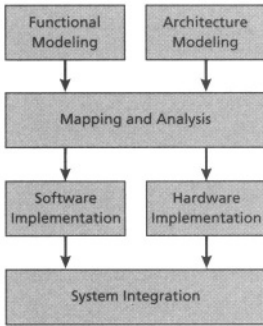 Functional
Modeling
Architecture
Modeling
Mapping and Analysis
Software
Implementation
Hardware
Implementation
System Integration